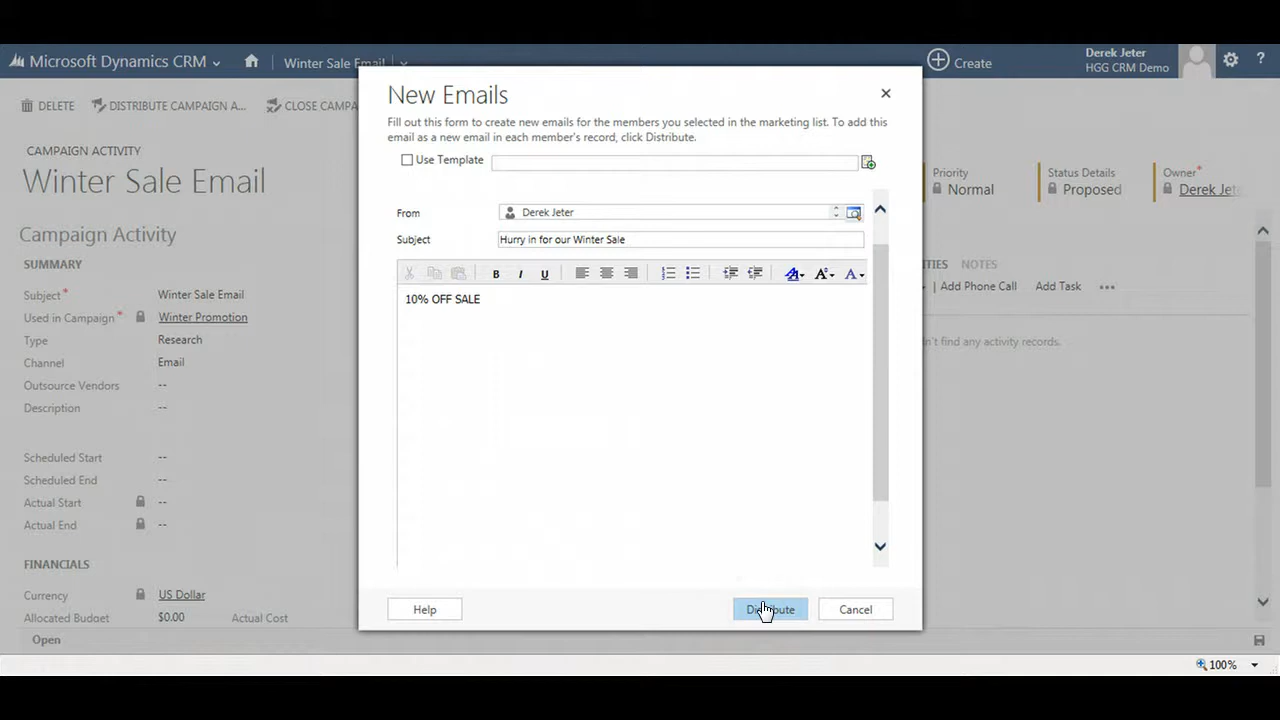 Microsoft Dynamics CRM
Winter Sale Email
Create
Derek Jeter
HGG CRM Demo
?
DELETE
DISTRIBUTE CAMPAIGN A...
CLOSE CAMPA
CAMPAIGN ACTIVITY
Winter Sale Email
Priority
Normal
Status Details
Proposed
Owner*
Derek Jet
Campaign Activity
SUMMARY
Subject*
Winter Sale Email
Used in Campaign*
Winter Promotion
Type
Research
Channel
Email
Outsource Vendors
--
Description
--
Scheduled Start
--
Scheduled End
--
Actual Start
--
Actual End
--
FINANCIALS
Currency
US Dollar
Allocated Budget
$0.00
Actual Cost
Open
New Emails
Fill out this form to create new emails for the members you selected in the marketing list. To add this
email as a new email in each member's record, click Distribute.
Use Template
From
Derek Jeter
Subject
Hurry in for our Winter Sale
B I U
A A A
10% OFF SALE
Help
Distribute
Cancel
ITIES NOTES
| Add Phone Call Add Task •••
n't find any activity records.
100%